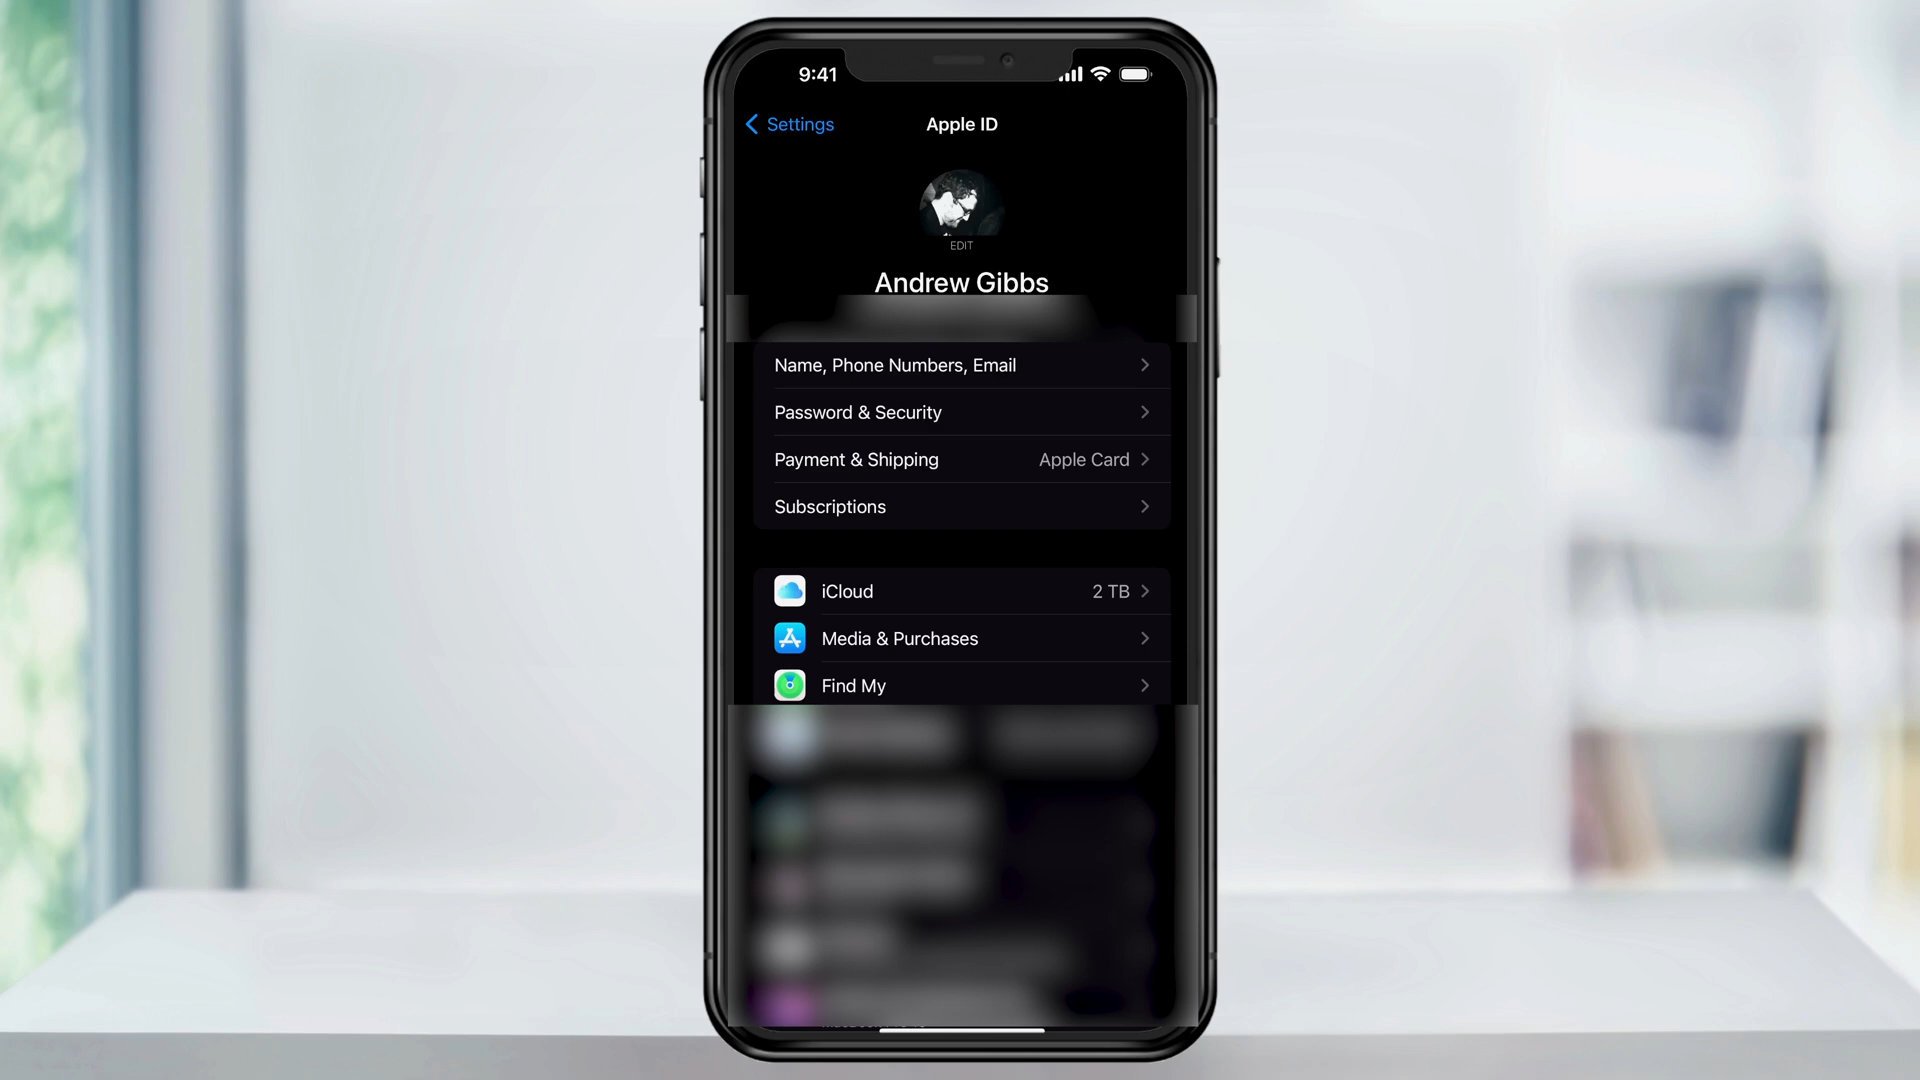 9:41
Settings
Apple ID
EDIT
Andrew Gibbs
Name, Phone Numbers, Email
Password & Security
Payment & Shipping Apple Card
Subscriptions
iCloud 2 TB
Media & Purchases
Find My